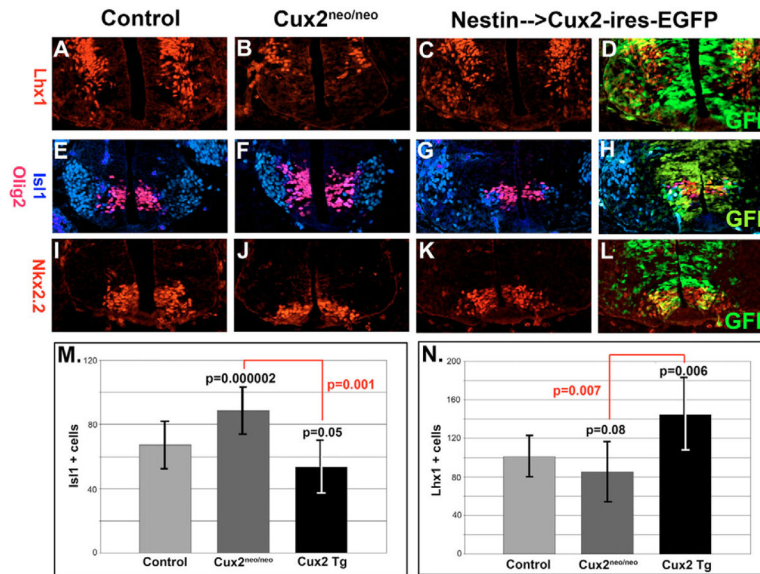 Control
Cux2neo/neo
Nestin-->Cux2-ires-EGFP
Lhx1
A
B
C
D
GFP
Olig2 Isl1
E
F
G
H
GFP
Nkx2.2
I
J
K
L
GFP
M.
Isl1 + cells
120
80
40
0
p=0.000002
p=0.001
p=0.05
Control
Cux2neo/neo
Cux2 Tg
N.
Lhx1 + cells
200
160
120
80
40
0
p=0.007
p=0.006
p=0.08
Control
Cux2neo/neo
Cux2 Tg